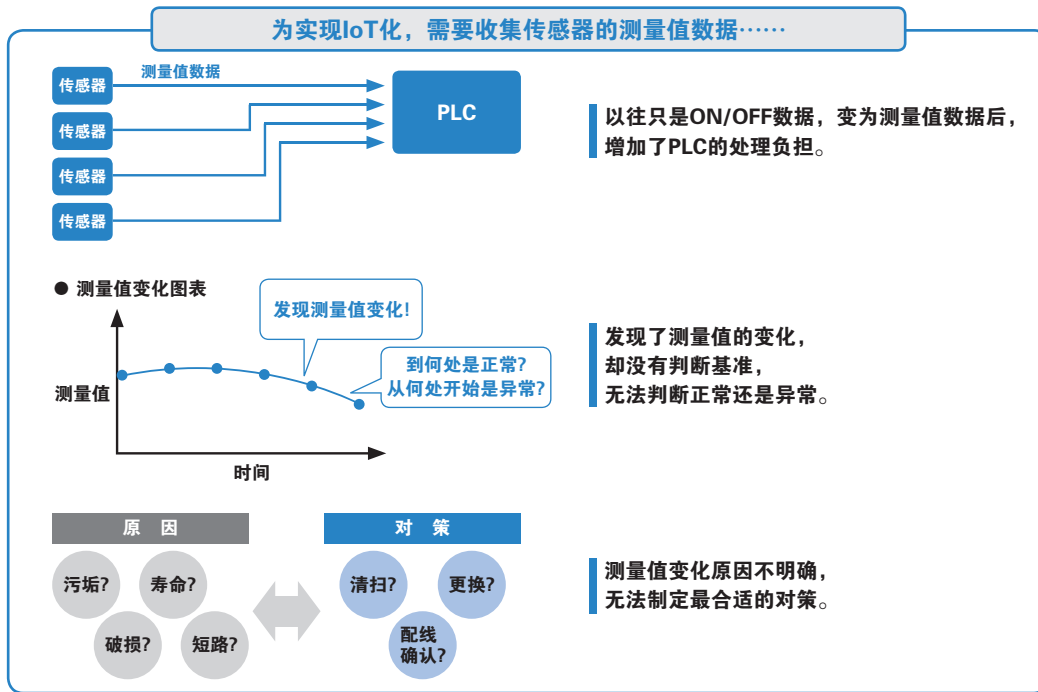 为实现IoT化，需要收集传感器的测量值数据……
传感器
测量值数据
传感器
传感器
传感器
PLC
以往只是ON/OFF数据，变为测量值数据后，
增加了PLC的处理负担。
● 测量值变化图表
发现测量值变化!
到何处是正常?
从何处开始是异常?
测量值
时间
发现了测量值的变化，
却没有判断基准，
无法判断正常还是异常。
原 因
污垢?
寿命?
破损?
短路?
对 策
清扫?
更换?
配线
确认?
测量值变化原因不明确，
无法制定最合适的对策。